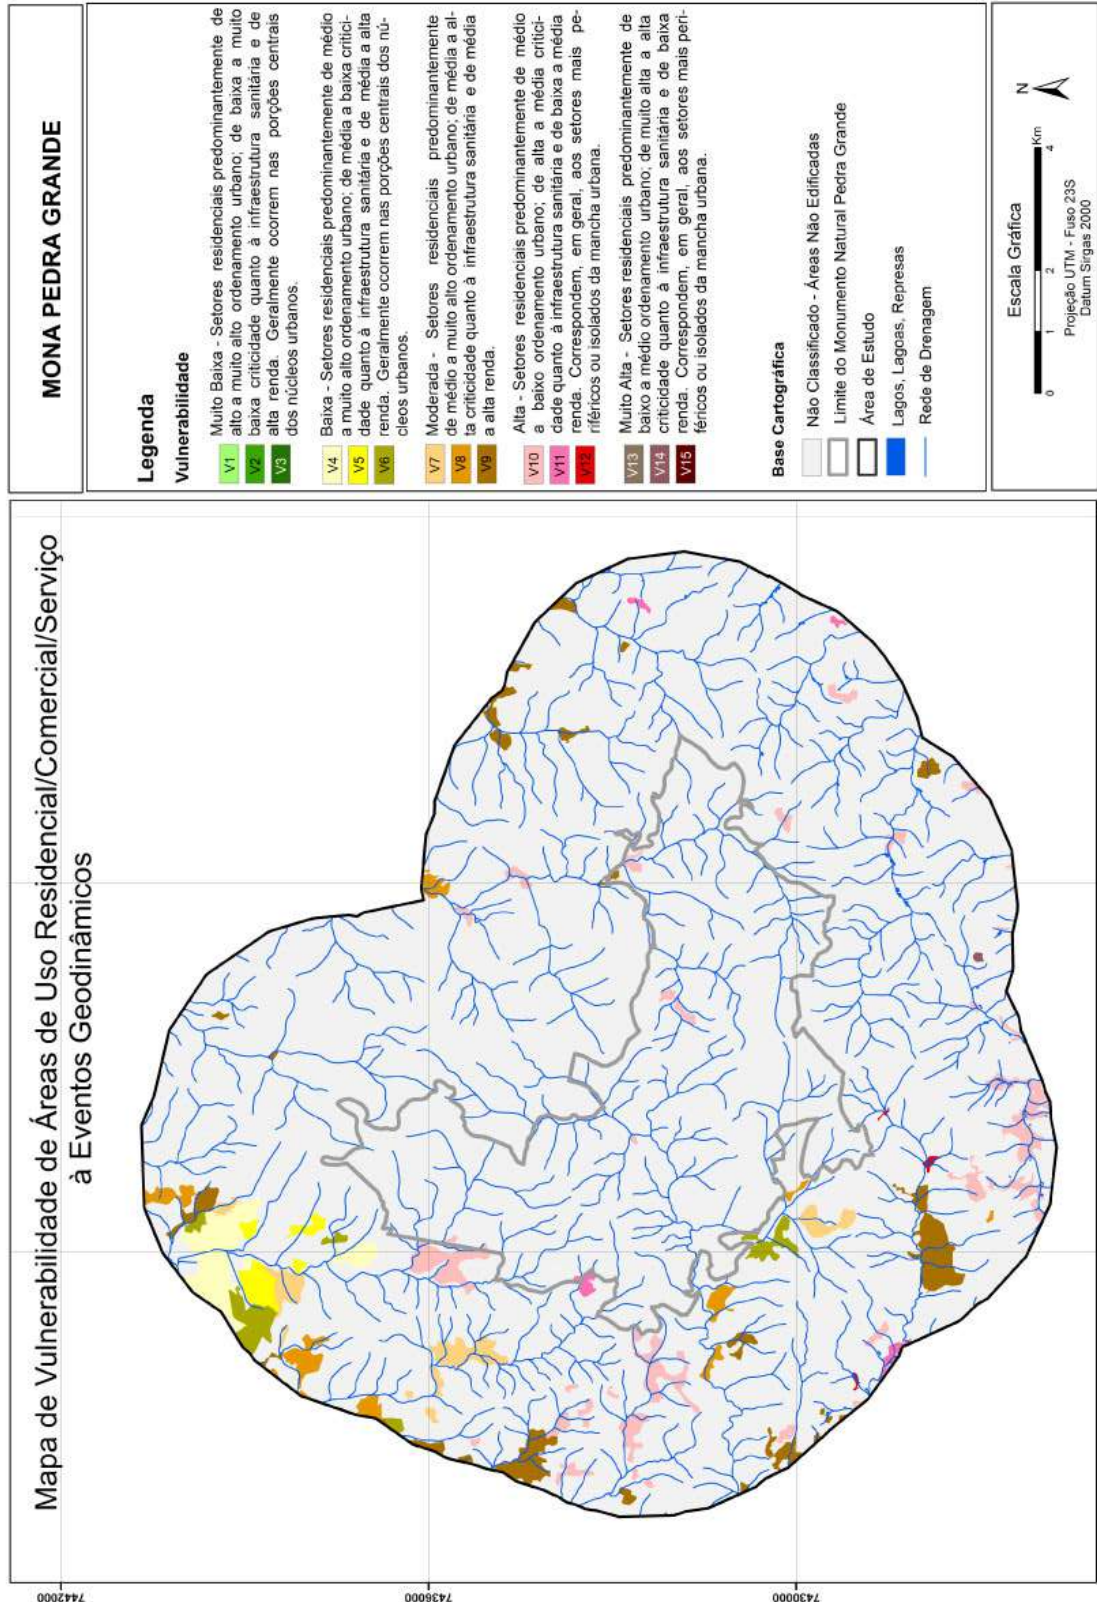 MONA PEDRA GRANDE
Mapa de Vulnerabilidade de Áreas de Uso Residencial/Comercial/Serviço
à Eventos Geodinâmicos
7442000
7436000
7430000
Legenda
Vulnerabilidade
V1
V2
V3
Muito Baixa - Setores residenciais predominantemente de
alto a muito alto ordenamento urbano; de baixa a muito
baixa criticidade quanto à infraestrutura sanitária e de
alta renda. Geralmente ocorrem nas porções centrais
dos núcleos urbanos.
V4
V5
V6
Baixa - Setores residenciais predominantemente de médio
a muito alto ordenamento urbano; de média a baixa critici-
dade quanto à infraestrutura sanitária e de média a alta
renda. Geralmente ocorrem nas porções centrais dos nú-
cleos urbanos.
V7
V8
V9
Moderada - Setores residenciais predominantemente
de médio a muito alto ordenamento urbano; de média a al-
ta criticidade quanto à infraestrutura sanitária e de média
a alta renda.
V10
V11
V12
Alta - Setores residenciais predominantemente de médio
a baixo ordenamento urbano; de alta a média critici-
dade quanto à infraestrutura sanitária e de baixa a média
renda. Correspondem, em geral, aos setores mais pe-
riféricos ou isolados da mancha urbana.
V13
V14
V15
Muito Alta - Setores residenciais predominantemente de
baixo a médio ordenamento urbano; de muito alta a alta
criticidade quanto à infraestrutura sanitária e de baixa
renda. Correspondem, em geral, aos setores mais peri-
féricos ou isolados da mancha urbana.
Base Cartográfica
Não Classificado - Áreas Não Edificadas
Limite do Monumento Natural Pedra Grande
Área de Estudo
Lagos, Lagoas, Represas
Rede de Drenagem
Escala Gráfica
N
0 1 2 4
Km
Projeção UTM - Fuso 23S
Datum Sirgas 2000